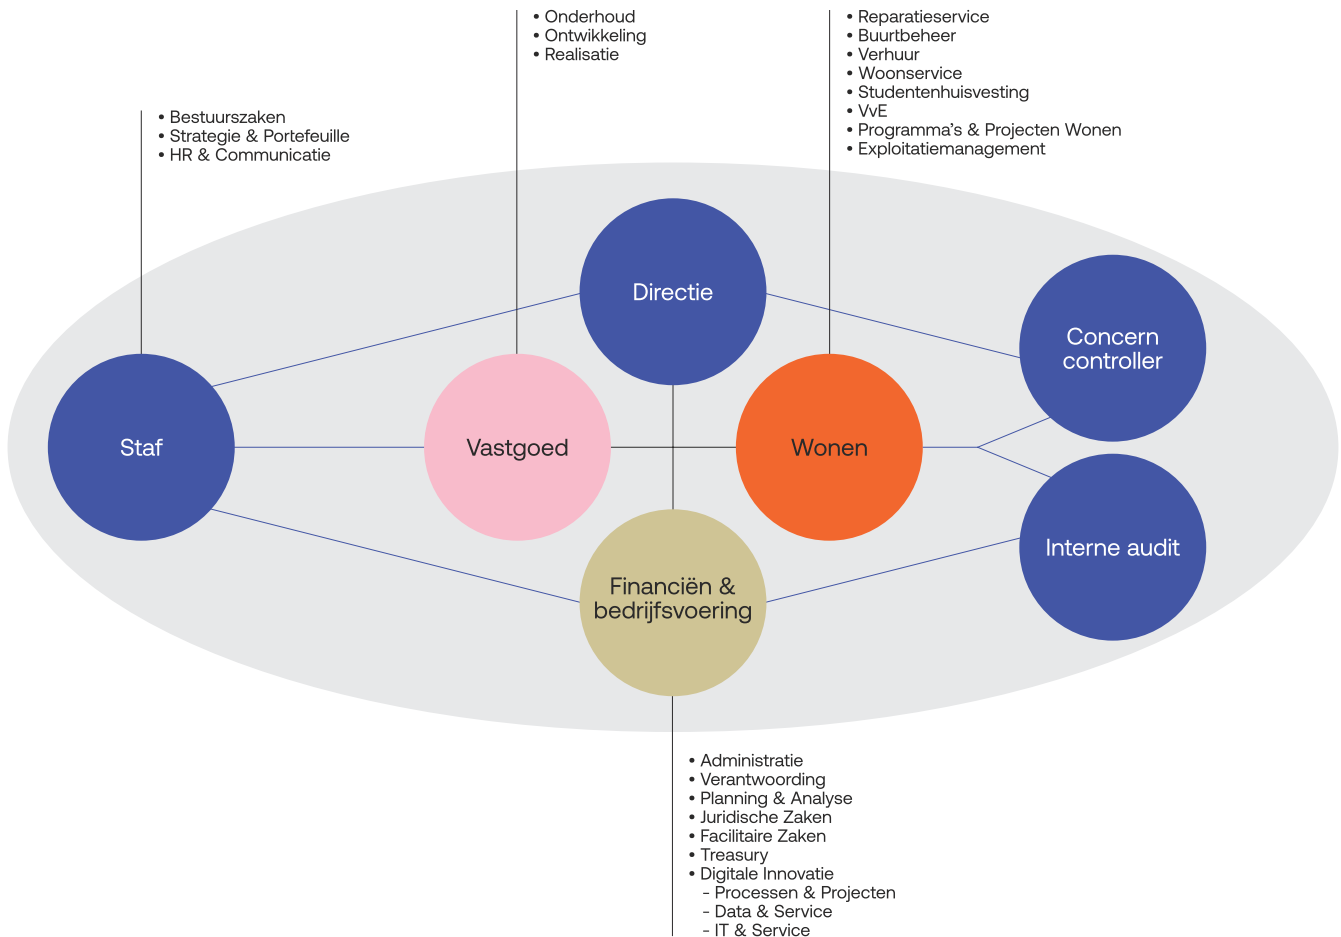 • Onderhoud
• Ontwikkeling
• Realisatie
• Reparatieservice
• Buurtbeheer
• Verhuur
• Woonservice
• Studentenhuisvesting
• VvE
• Programma’s & Projecten Wonen
• Exploitatiemanagement
• Bestuurszaken
• Strategie & Portefeuille
• HR & Communicatie
Directie
Concern
controller
Staf
Vastgoed
Wonen
Interne audit
Financiën &
bedrijfsvoering
• Administratie
• Verantwoording
• Planning & Analyse
• Juridische Zaken
• Facilitaire Zaken
• Treasury
• Digitale Innovatie
- Processen & Projecten
- Data & Service
- IT & Service